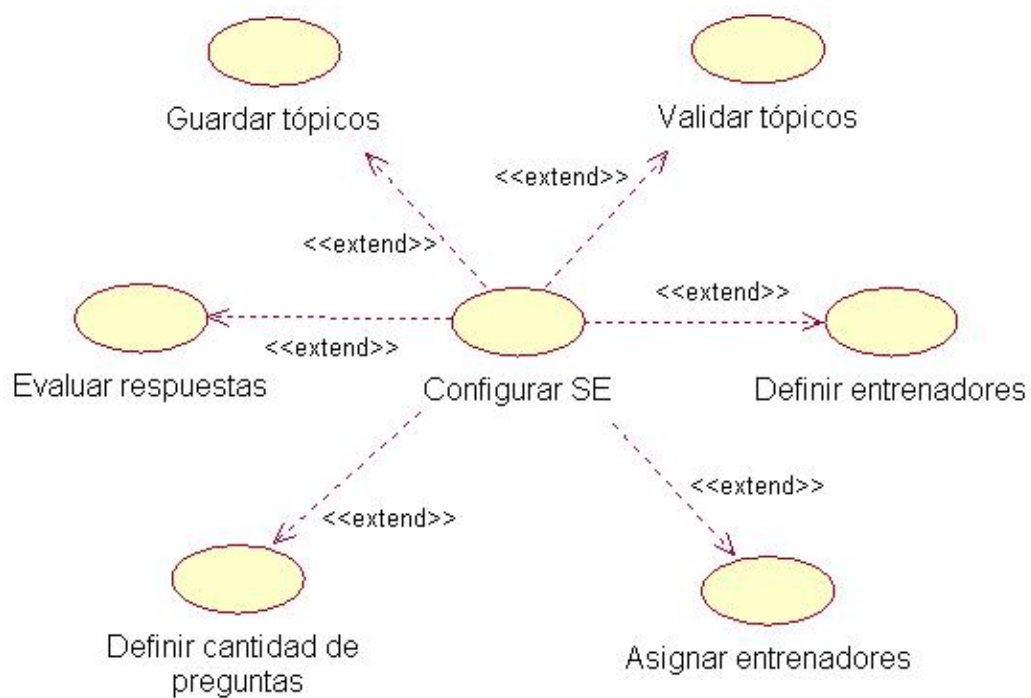 Guardar tópicos
Validar tópicos
<<extend>>
<<extend>>
<<extend>>
<<extend>>
Evaluar respuestas
Configurar SE
Definir entrenadores
<<extend>>
<<extend>>
Definir cantidad de
preguntas
Asignar entrenadores